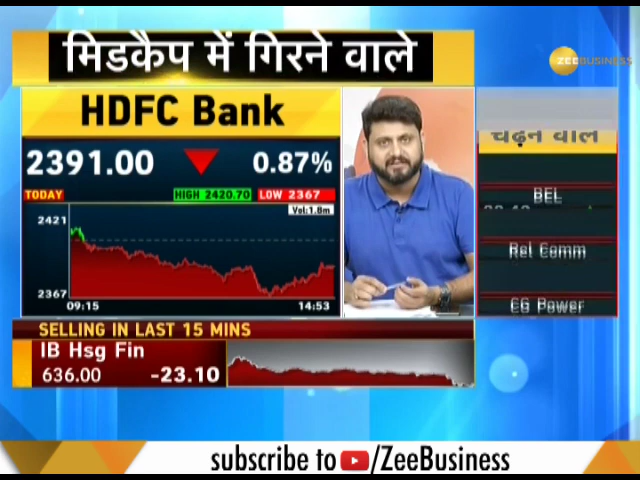 मिडकैप में गिरने वाले
ZEEBUSINESS
HDFC Bank
2391.00 0.87%
TODAY HIGH 2420.70 LOW 2367
Vol:1.8m
2421
2367
09:15 14:53
चढ़ने वाले
BEL
Rel Comm
CG Power
SELLING IN LAST 15 MINS
IB Hsg Fin
636.00 -23.10
subscribe to /ZeeBusiness